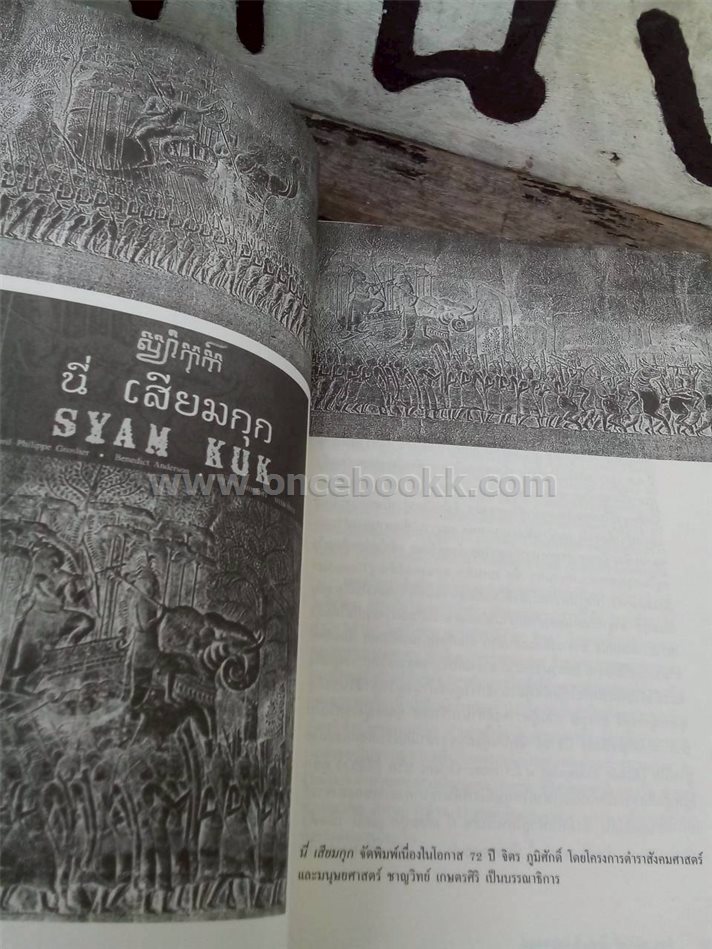 นี่ เสียมกุก
SYAM KUK
Philippe Groslier • Benedict Anderson
www.oncebookk.com
นี่ เสียมกุก จัดพิมพ์เนื่องในโอกาส 72 ปี จิตร ภูมิศักดิ์ โดยโครงการตำราสังคมศาสตร์
และมนุษยศาสตร์ ชาญวิทย์ เกษตรศิริ เป็นบรรณาธิการ